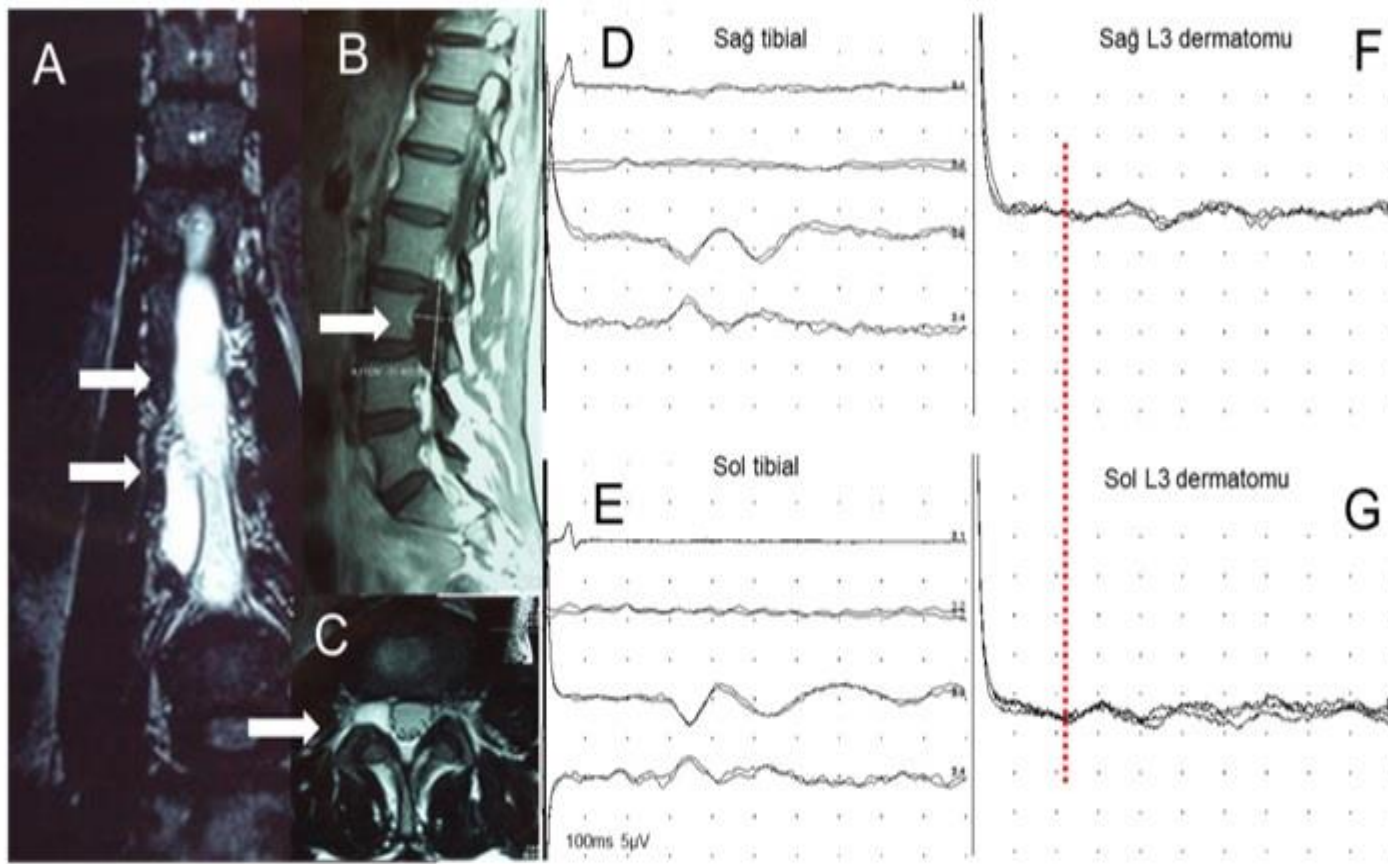 A
B
C
D
Sağ tibial
E
Sol tibial
100ms 5µV
F
Sağ L3 dermatomu
G
Sol L3 dermatomu